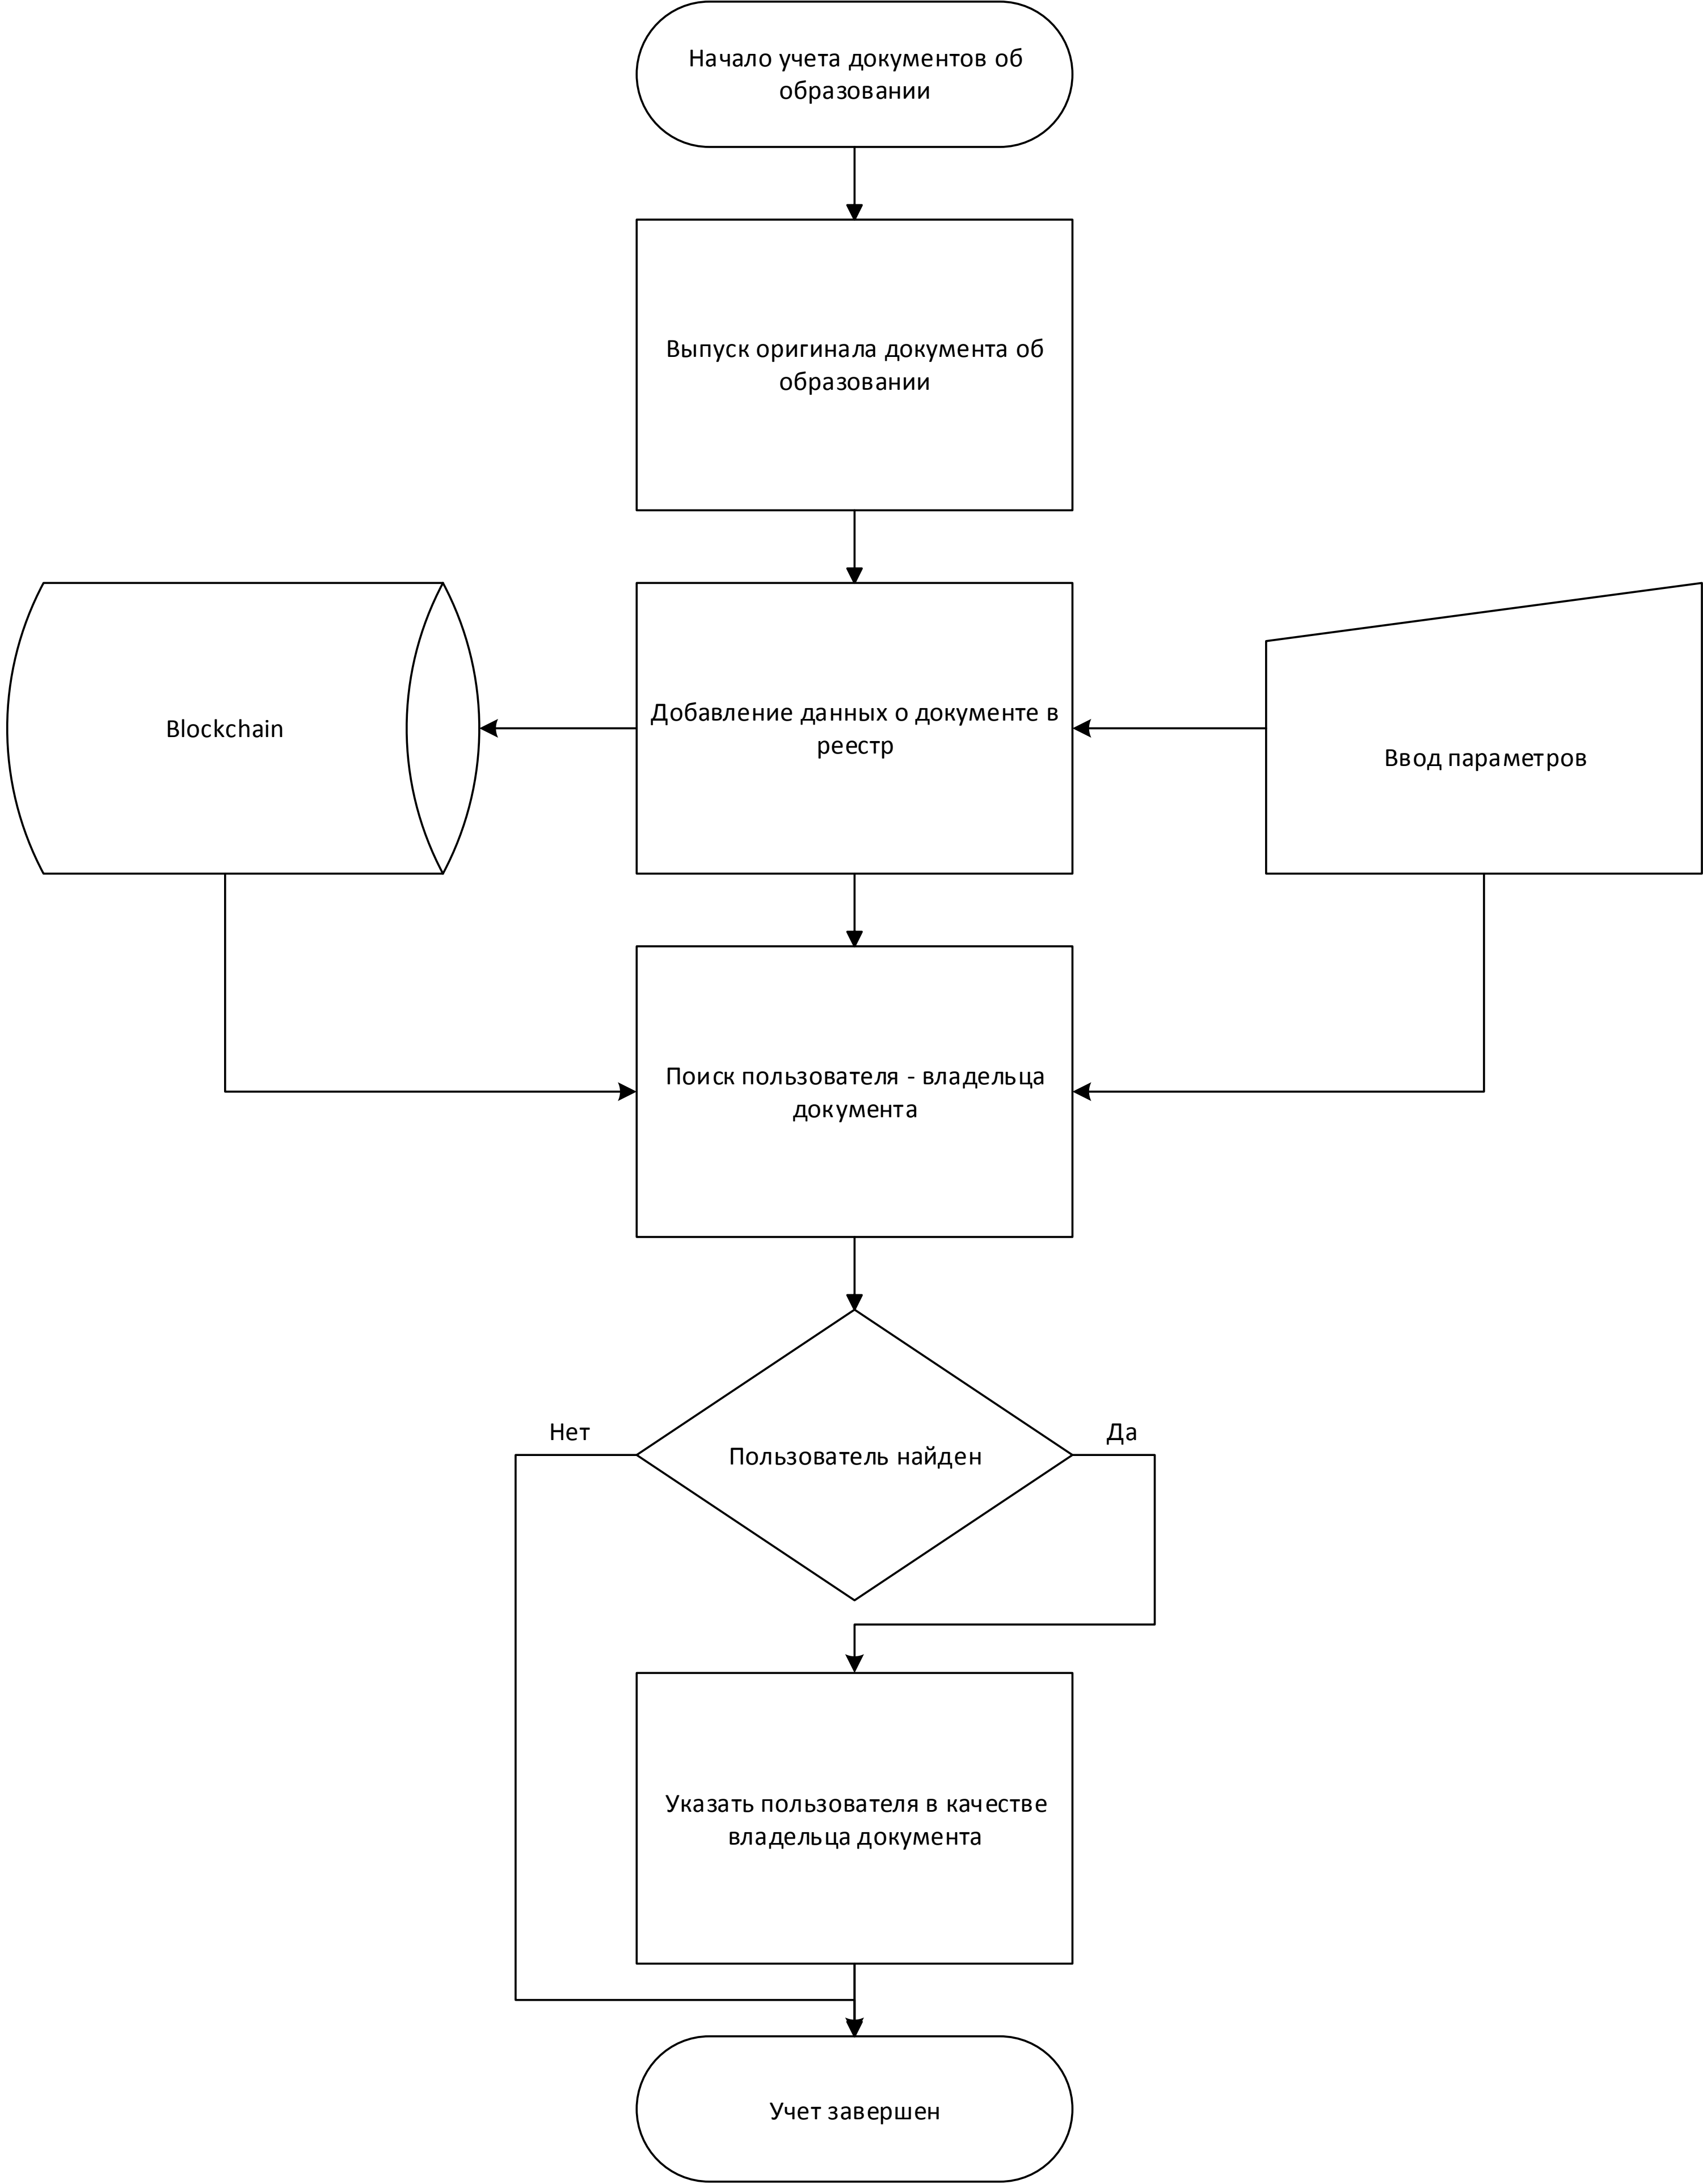 Начало учета документов об
образовании
Выпуск оригинала документа об
образовании
Blockchain
Добавление данных о документе в
реестр
Ввод параметров
Поиск пользователя - владельца
документа
Нет
Пользователь найден
Да
Указать пользователя в качестве
владельца документа
Учет завершен